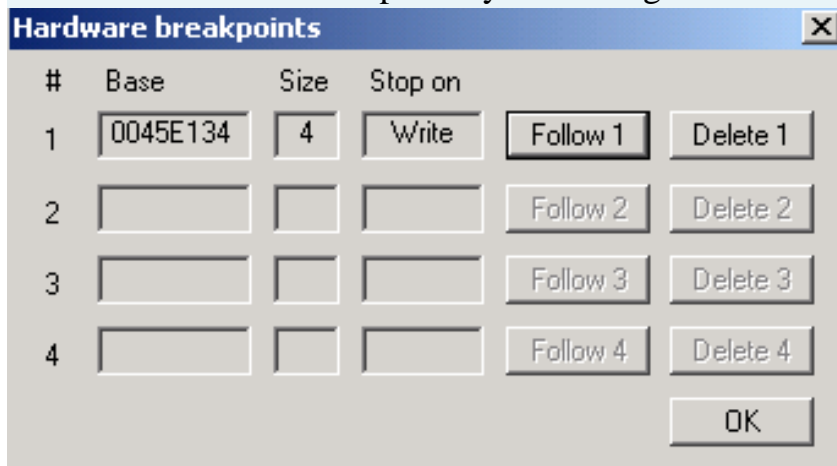 Hardware breakpoints
# Base Size Stop on
1 0045E134 4 Write Follow 1 Delete 1
2 Follow 2 Delete 2
3 Follow 3 Delete 3
4 Follow 4 Delete 4
OK